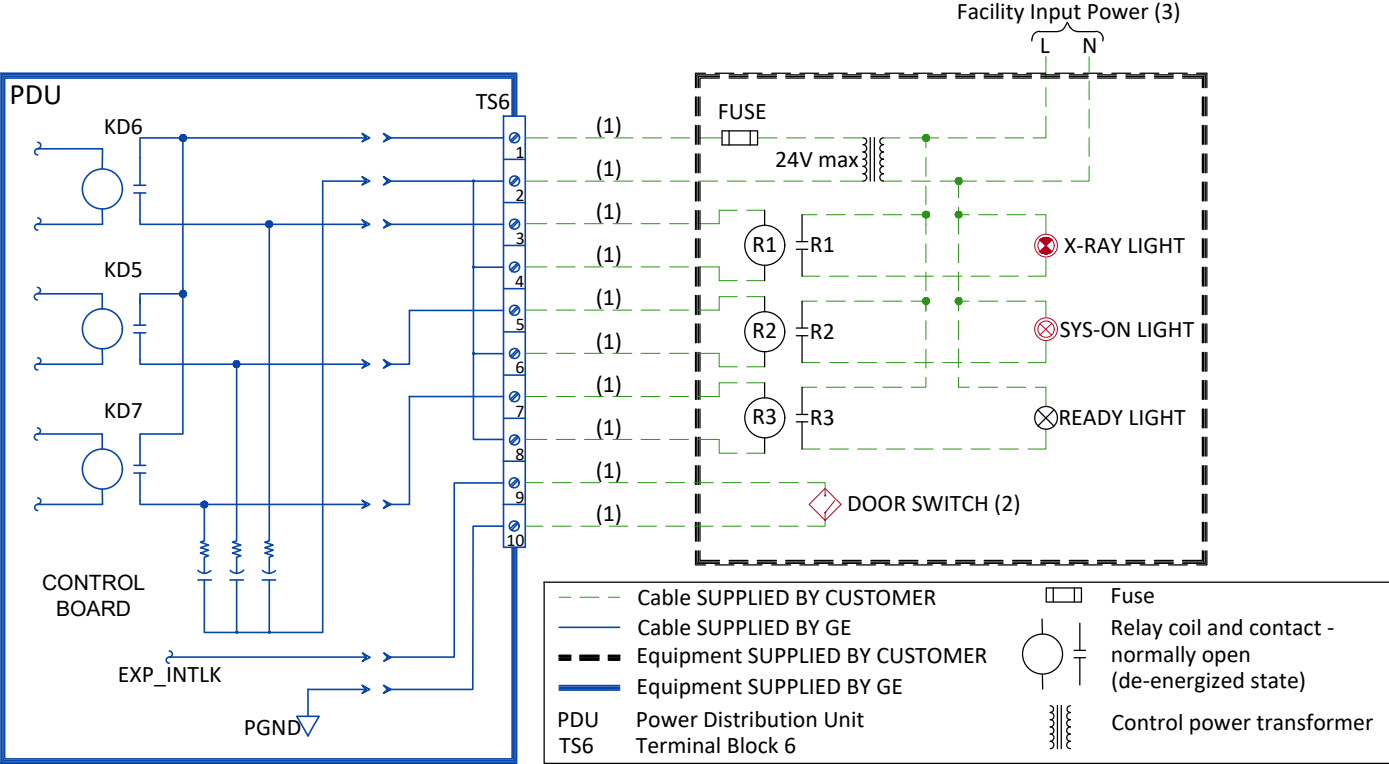 Facility Input Power (3)
L N
PDU
TS6
KD6
FUSE
(1)
1
24V max
2
(1)
3
R1
R1
X-RAY LIGHT
(1)
4
KD5
(1)
5
R2
R2
SYS-ON LIGHT
(1)
6
(1)
7
KD7
R3
R3
READY LIGHT
(1)
8
(1)
9
DOOR SWITCH (2)
(1)
10
CONTROL
BOARD
EXP_INTLK
PGND
Cable SUPPLIED BY CUSTOMER
Cable SUPPLIED BY GE
Equipment SUPPLIED BY CUSTOMER
Equipment SUPPLIED BY GE
PDU Power Distribution Unit
TS6 Terminal Block 6
Fuse
Relay coil and contact -
normally open
(de-energized state)
Control power transformer